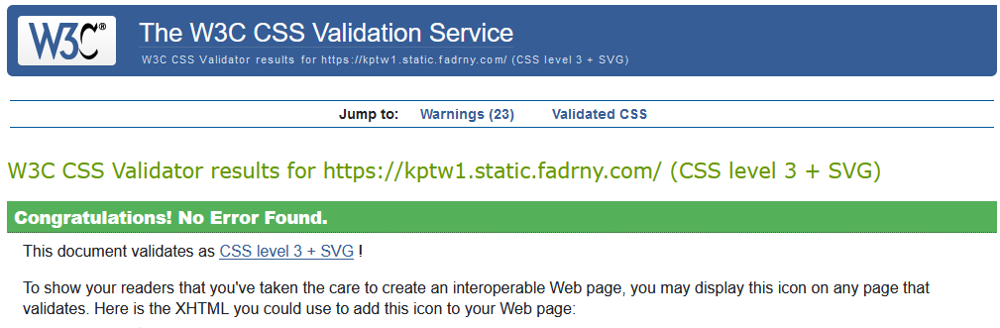 W3C®
The W3C CSS Validation Service
W3C CSS Validator results for https://kptw1.static.fadrny.com/ (CSS level 3 + SVG)
Jump to: Warnings (23) Validated CSS
W3C CSS Validator results for https://kptw1.static.fadrny.com/ (CSS level 3 + SVG)
Congratulations! No Error Found.
This document validates as CSS level 3 + SVG !
To show your readers that you've taken the care to create an interoperable Web page, you may display this icon on any page that
validates. Here is the XHTML you could use to add this icon to your Web page: